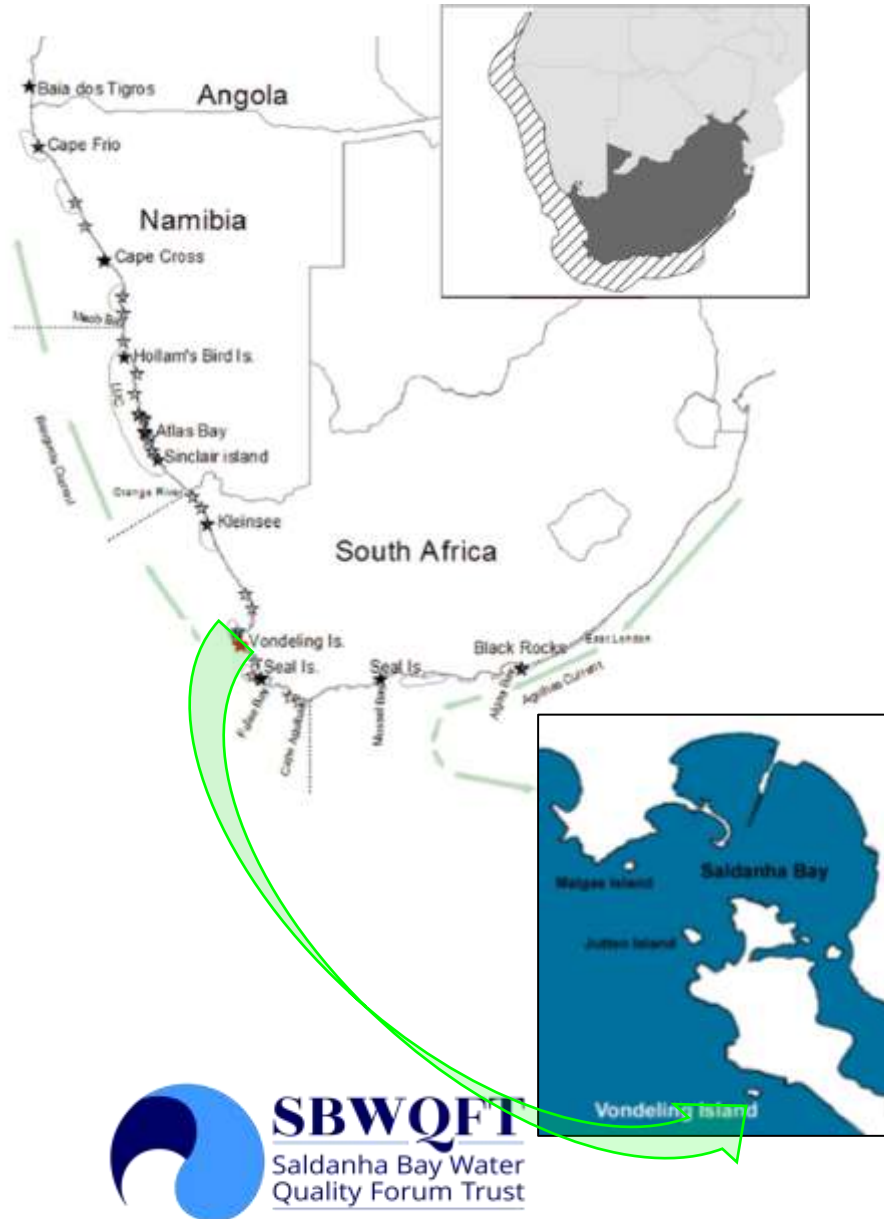 Baia dos Tigros
Angola
Cape Frio
Namibia
Cape Cross
Hollam's Bird Is.
LUC
Atlas Bay
Sinclair island
Benguela Current
Orange River
Kleinsee
South Africa
Vondeling Is.
Seal Is.
Seal Is.
Black Rocks
East London
False Bay
Cape Agulhas
Mossel Bay
Algoa Bay
Agulhas Current
Malgas Island
Saldanha Bay
Jutten Island
Vondeling Island
SBWQFT
Saldanha Bay Water
Quality Forum Trust